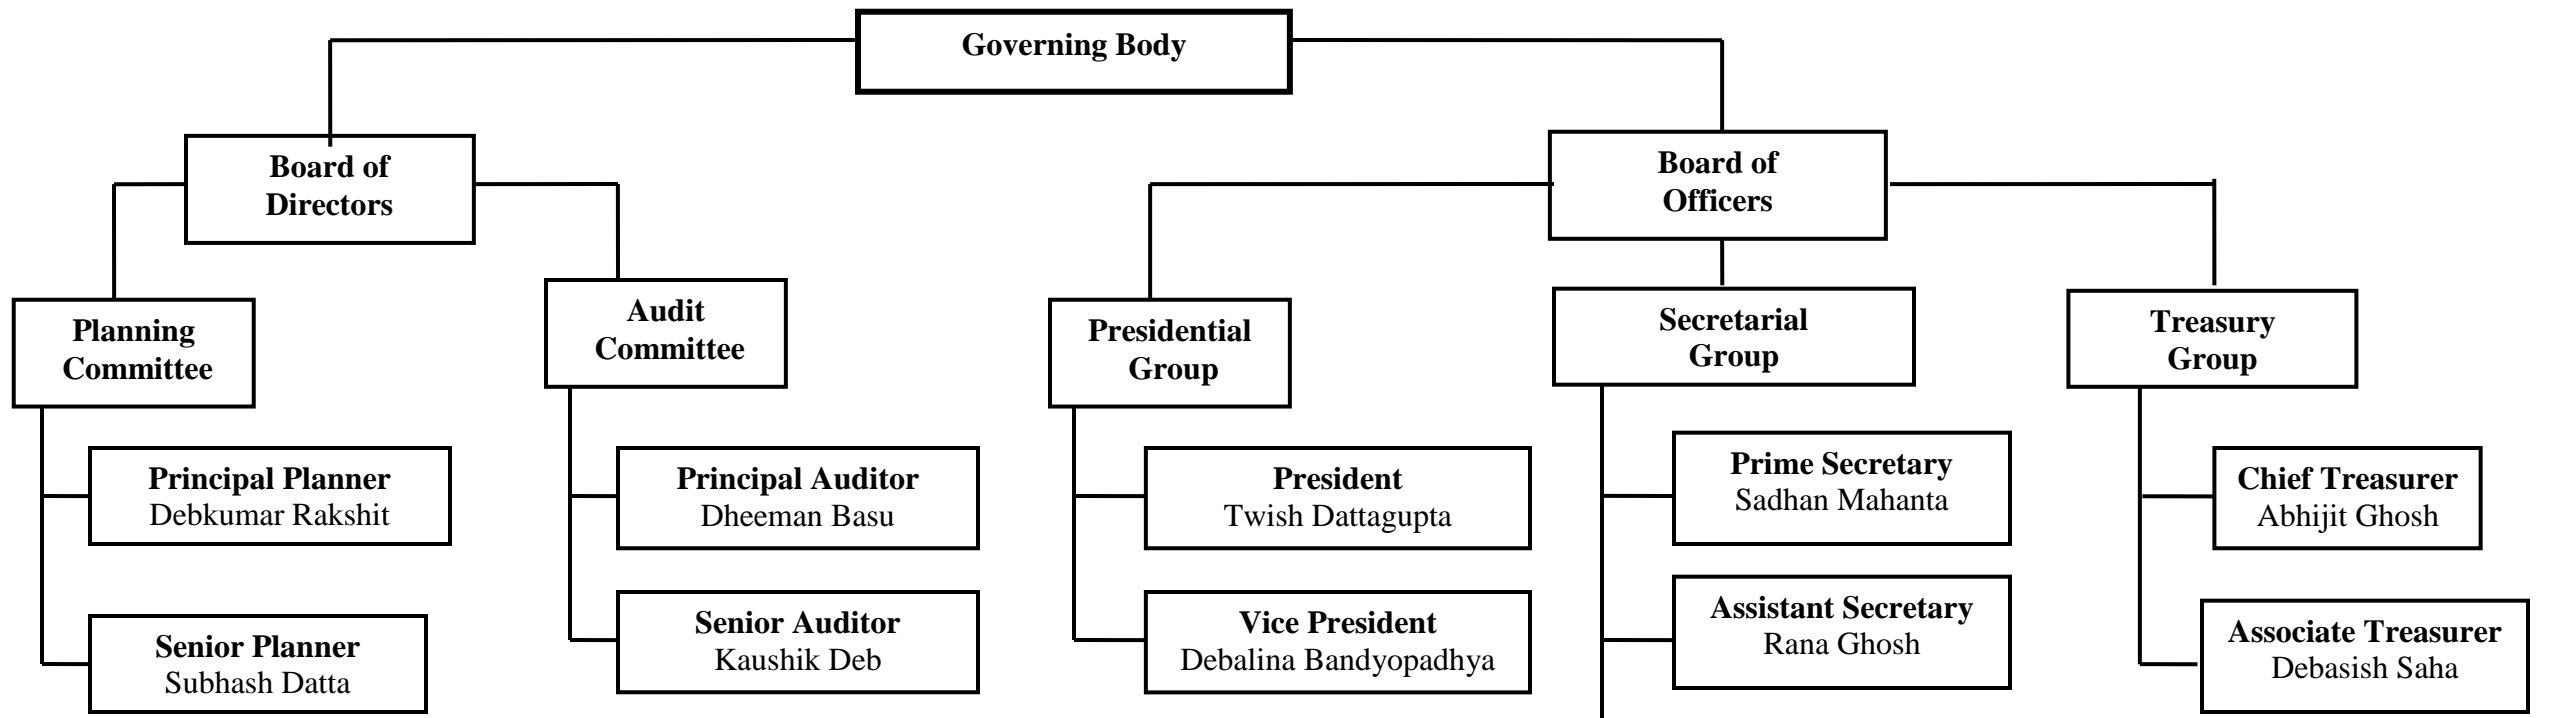 Governing Body
Board of
Directors
Board of
Officers
Planning
Committee
Audit
Committee
Presidential
Group
Secretarial
Group
Treasury
Group
Principal Planner
Debkumar Rakshit
Senior Planner
Subhash Datta
Principal Auditor
Dheeman Basu
Senior Auditor
Kaushik Deb
President
Twish Dattagupta
Vice President
Debalina Bandyopadhya
Prime Secretary
Sadhan Mahanta
Assistant Secretary
Rana Ghosh
Chief Treasurer
Abhijit Ghosh
Associate Treasurer
Debasish Saha